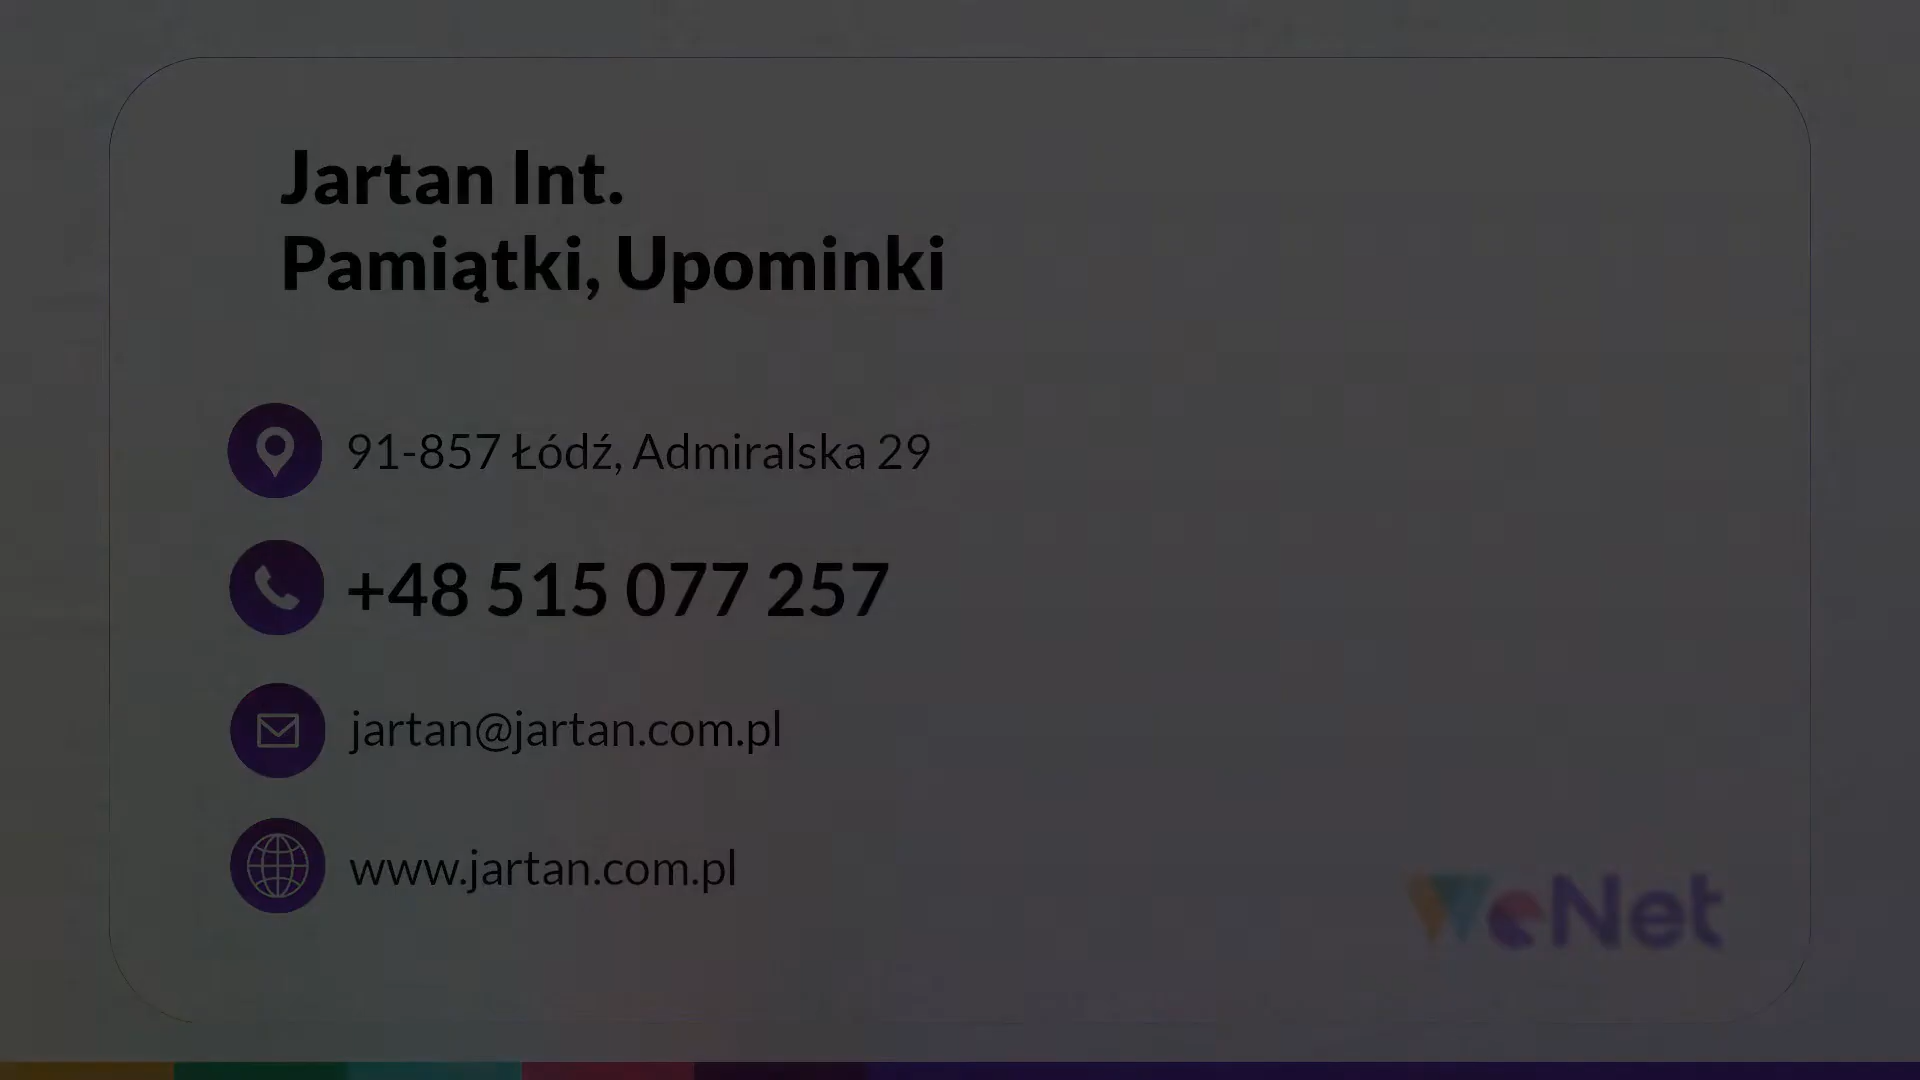 Jartan Int.
Pamiątki, Upominki
91-857 Łódź, Admiralska 29
+48 515 077 257
jartan@jartan.com.pl
www.jartan.com.pl
WeNet